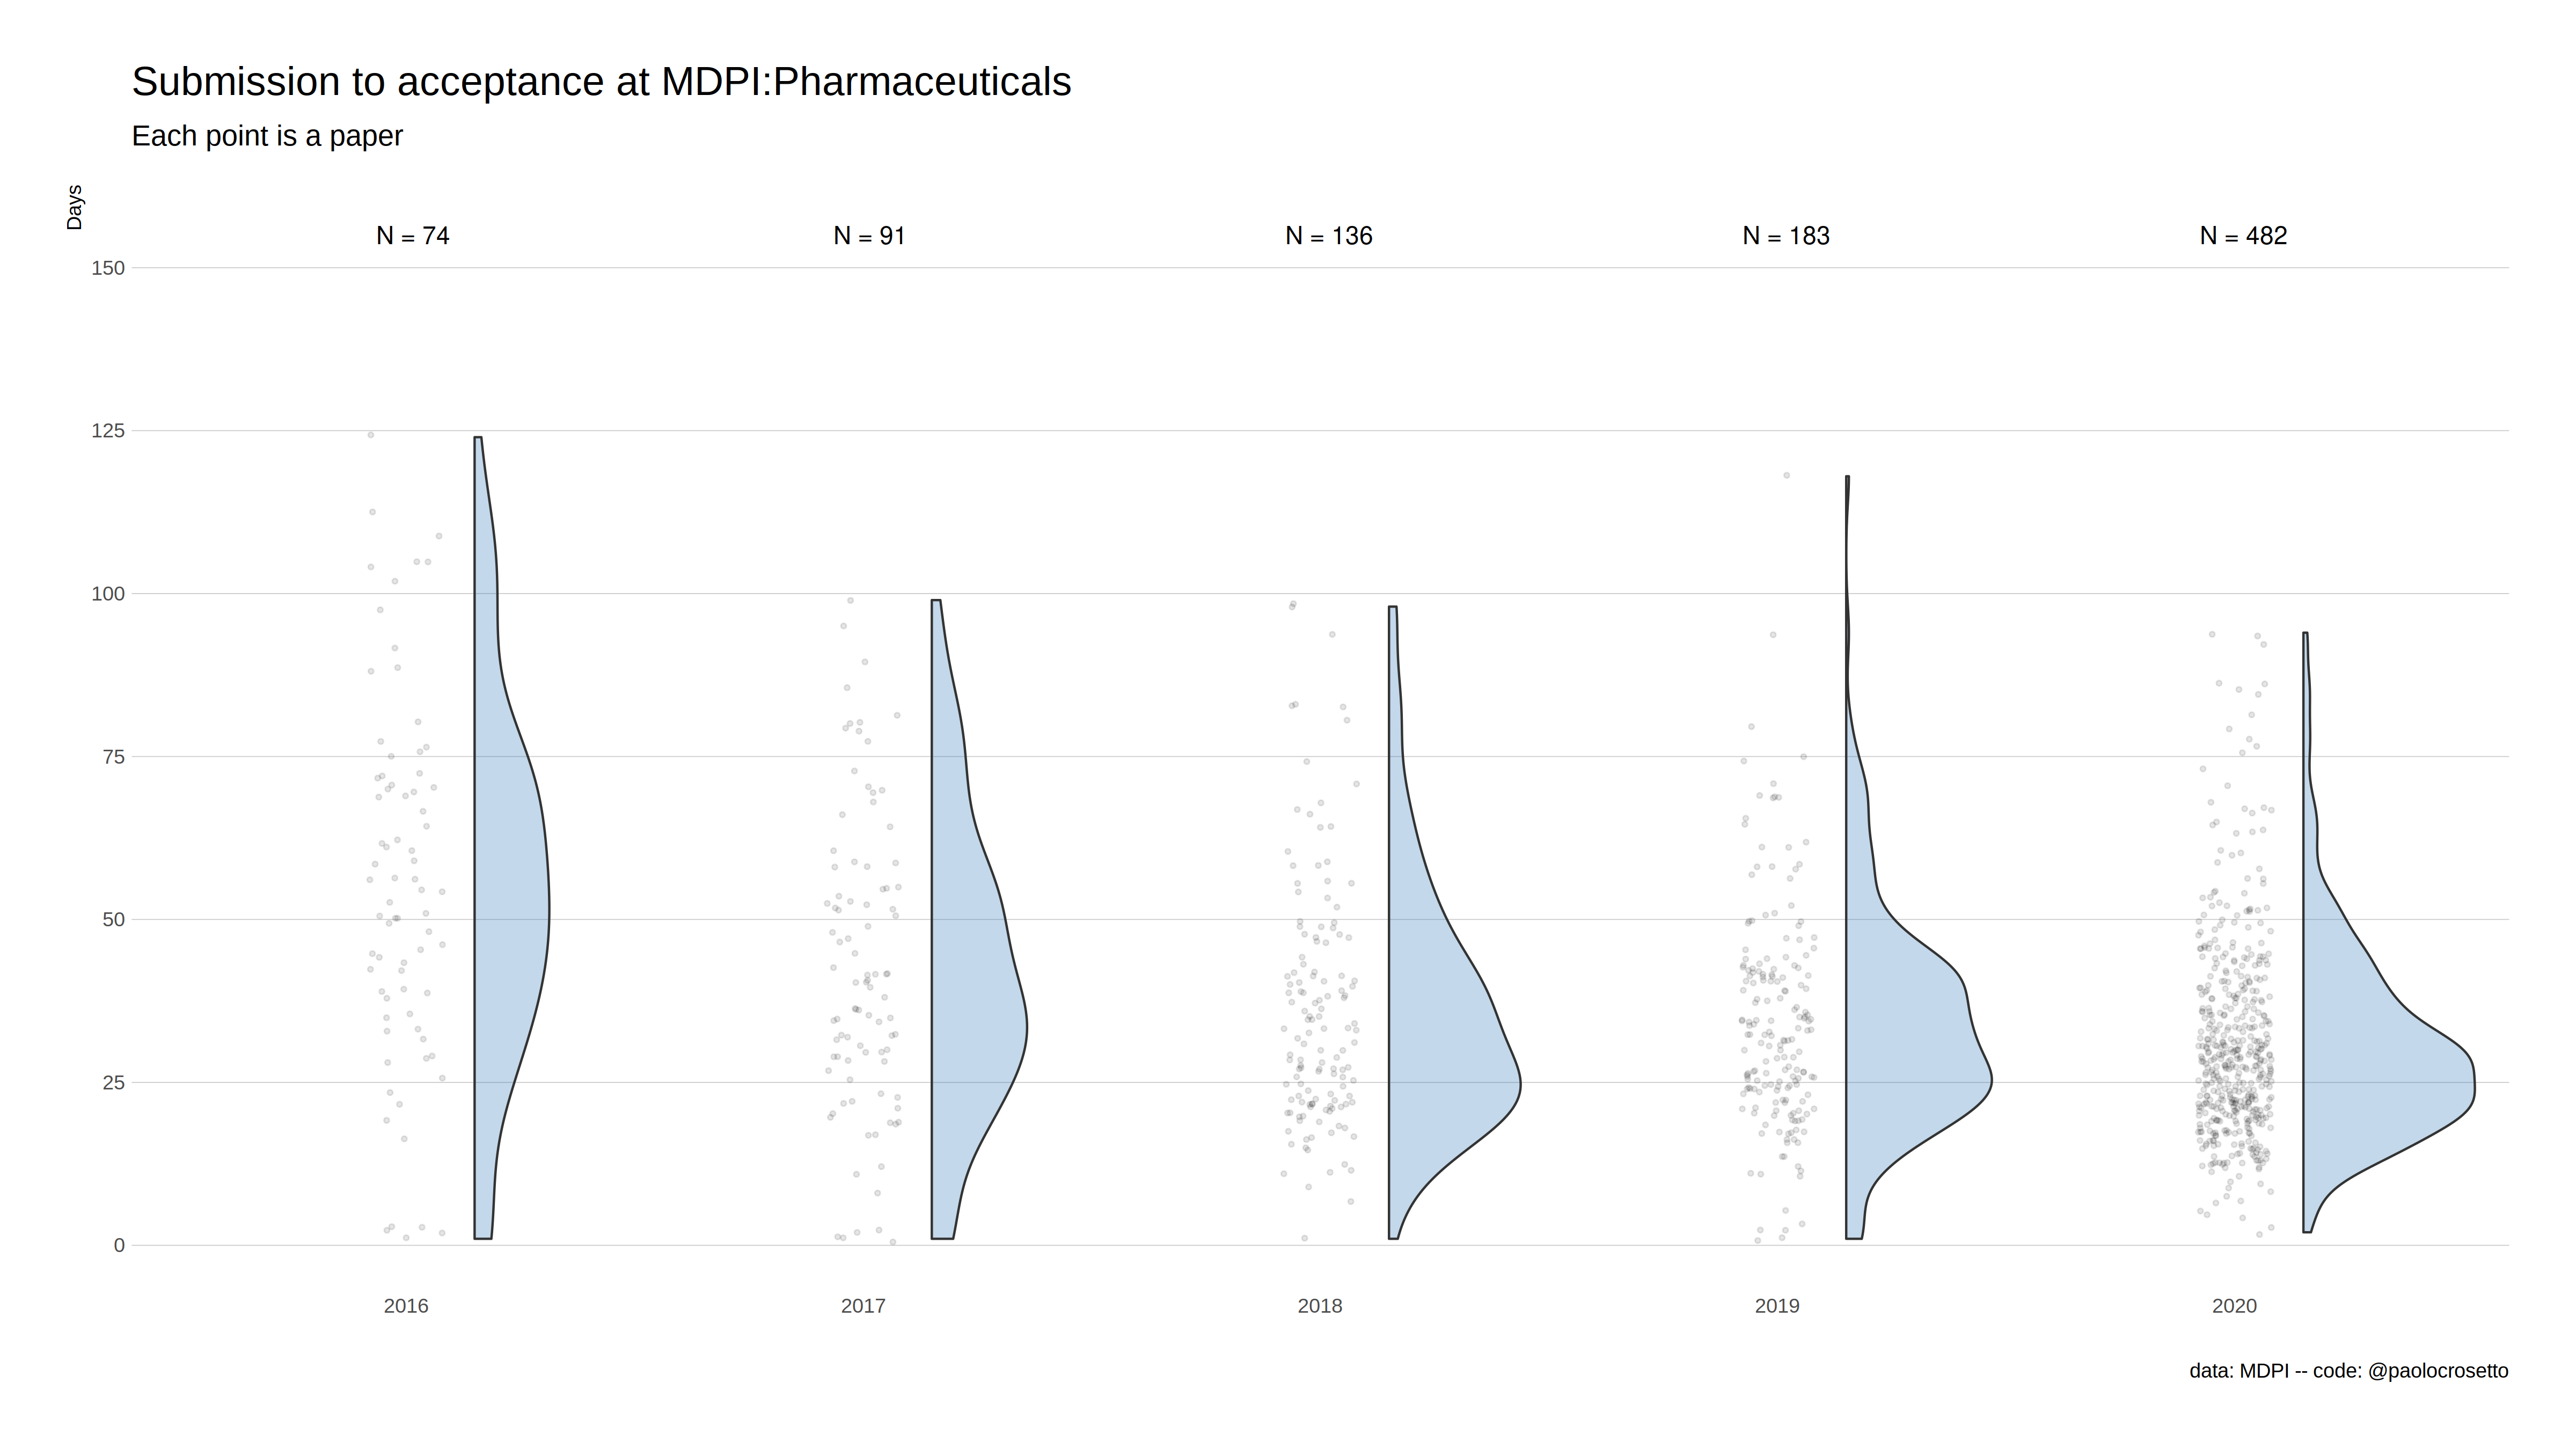 Submission to acceptance at MDPI:Pharmaceuticals
Each point is a paper
Days
N = 74
N = 91
N = 136
N = 183
N = 482
150
125
100
75
50
25
0
2016
2017
2018
2019
2020
data: MDPI -- code: @paolocrosetto